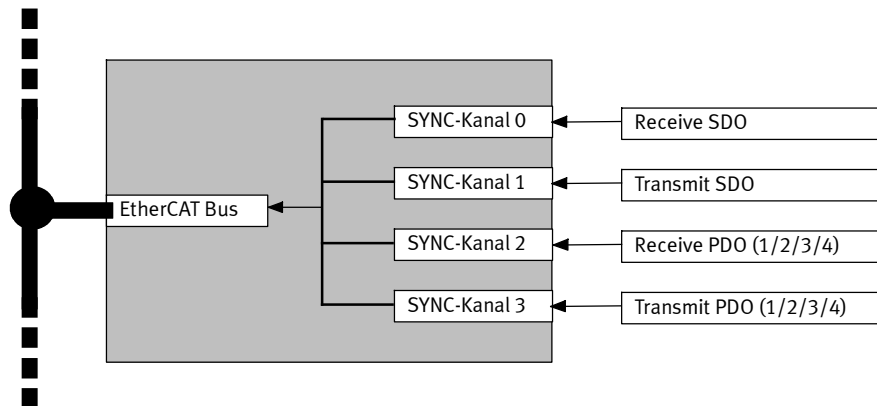 SYNC-Kanal 0
Receive SDO
SYNC-Kanal 1
Transmit SDO
EtherCAT Bus
SYNC-Kanal 2
Receive PDO (1/2/3/4)
SYNC-Kanal 3
Transmit PDO (1/2/3/4)